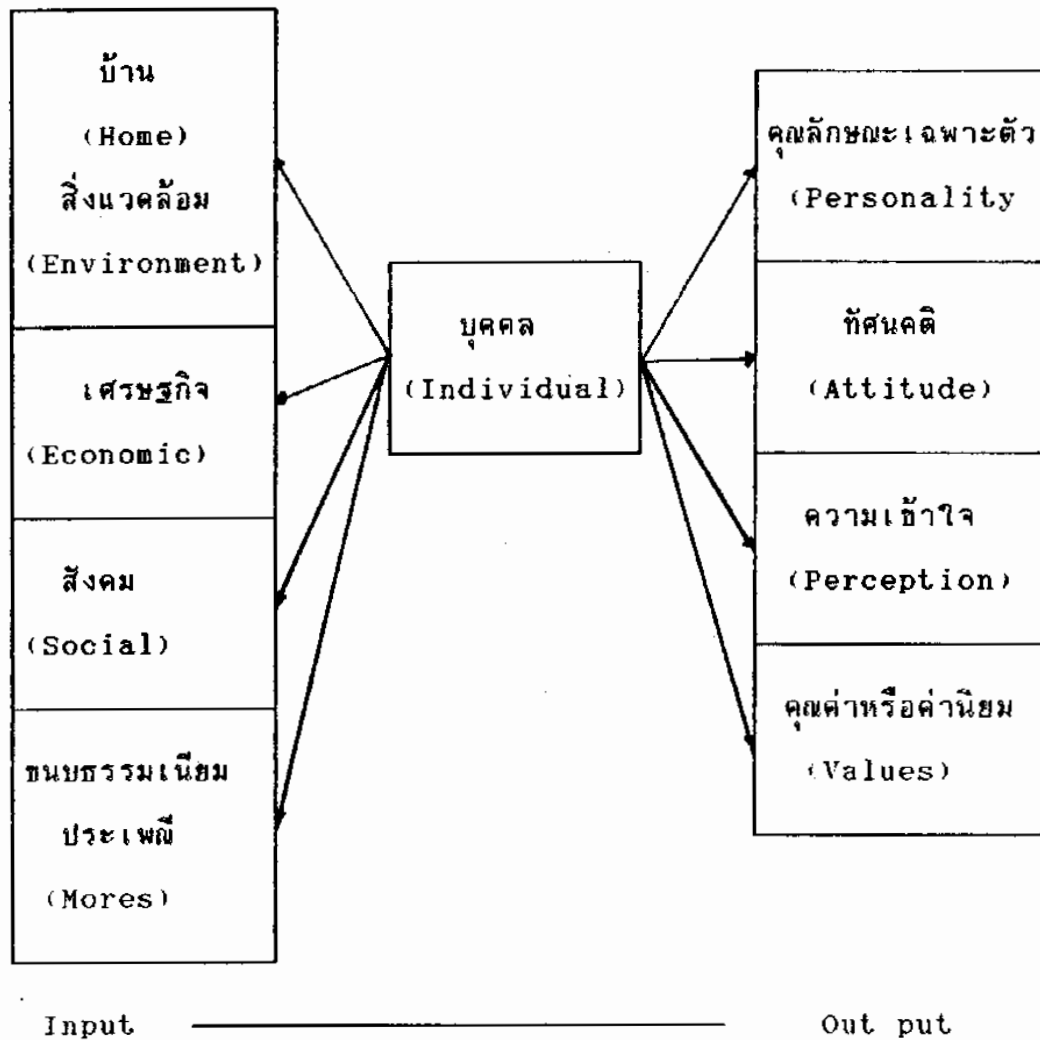 บ้าน
(Home)
สิ่งแวดล้อม
(Environment)
เศรษฐกิจ
(Economic)
สังคม
(Social)
ขนบธรรมเนียม
ประเพณี
(Mores)
บุคคล
(Individual)
คุณลักษณะเฉพาะตัว
(Personality
ทัศนคติ
(Attitude)
ความเข้าใจ
(Perception)
คุณค่าหรือค่านิยม
(Values)
Input
Out put